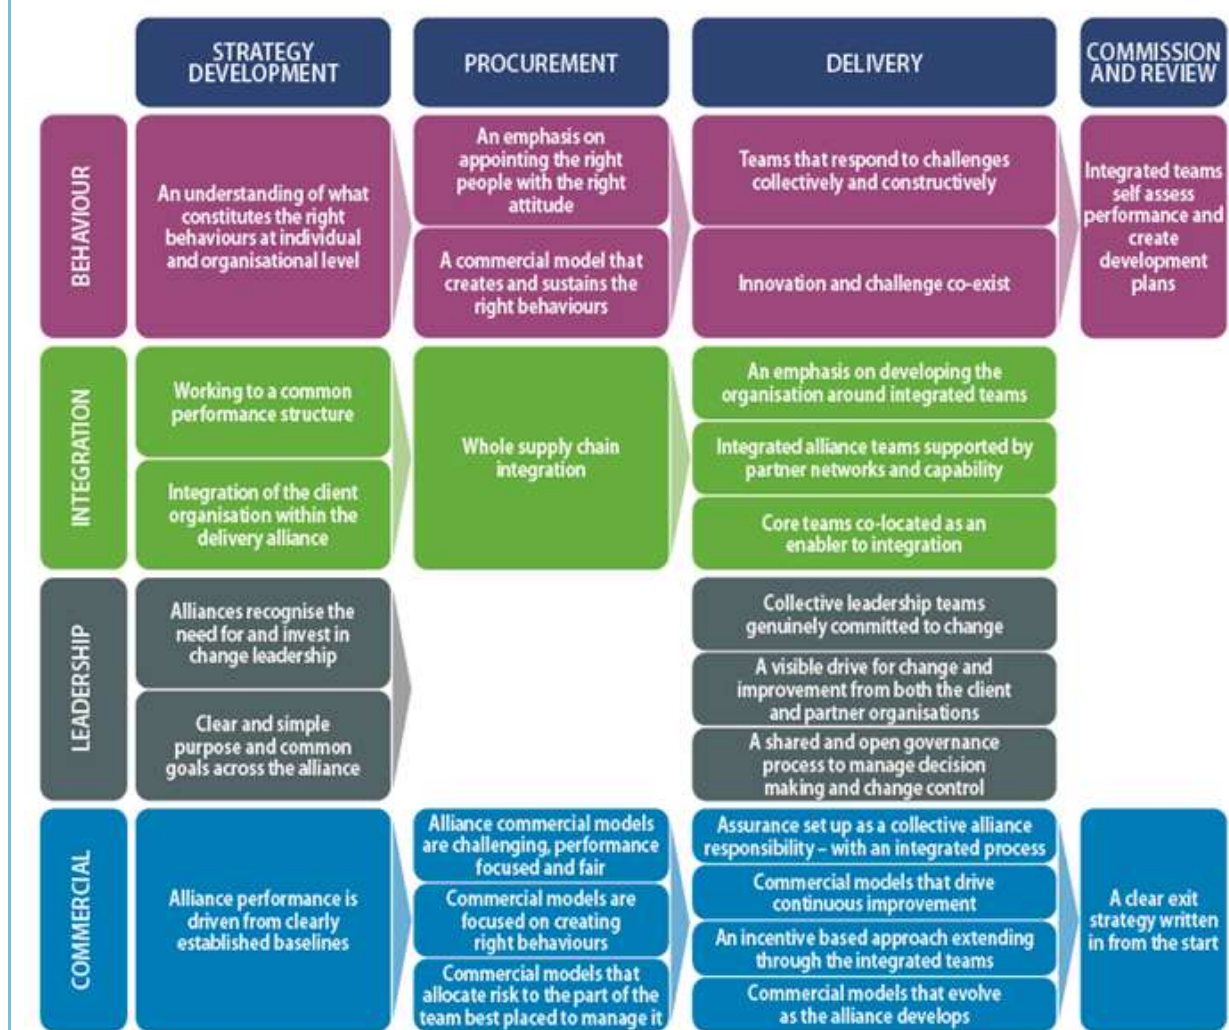 STRATEGY
DEVELOPMENT
PROCUREMENT
DELIVERY
COMMISSION
AND REVIEW
BEHAVIOUR
An understanding of what
constitutes the right
behaviours at individual
and organisational level
An emphasis on
appointing the right
people with the right
attitude
A commercial model that
creates and sustains the
right behaviours
Teams that respond to challenges
collectively and constructively
Innovation and challenge co-exist
Integrated teams
self assess
performance and
create
development
plans
INTEGRATION
Working to a common
performance structure
Integration of the client
organisation within the
delivery alliance
Whole supply chain
integration
An emphasis on developing the
organisation around integrated teams
Integrated alliance teams supported by
partner networks and capability
Core teams co-located as an
enabler to integration
LEADERSHIP
Alliances recognise the
need for and invest in
change leadership
Clear and simple
purpose and common
goals across the alliance
Collective leadership teams
genuinely committed to change
A visible drive for change and
improvement from both the client
and partner organisations
A shared and open governance
process to manage decision
making and change control
COMMERCIAL
Alliance performance is
driven from clearly
established baselines
Alliance commercial models
are challenging, performance
focused and fair
Commercial models are
focused on creating
right behaviours
Commercial models that
allocate risk to the part of the
team best placed to manage it
Assurance set up as a collective alliance
responsibility – with an integrated process
Commercial models that drive
continuous improvement
An incentive based approach extending
through the integrated teams
Commercial models that evolve
as the alliance develops
A clear exit
strategy written
in from the start